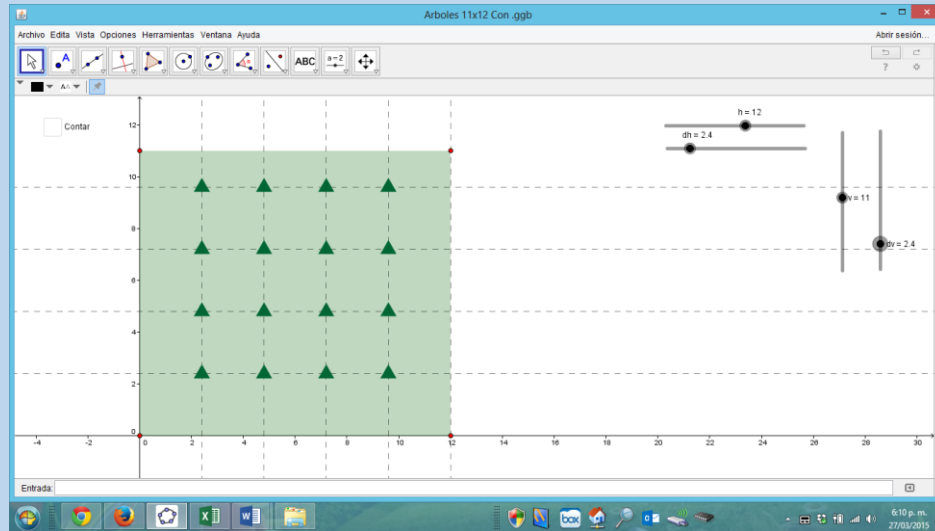 Arboles 11x12 Con .ggb
Archivo Edita Vista Opciones Herramientas Ventana Ayuda
Abrir sesión...
ABC
a=2
?
Contar
h = 12
dh = 2.4
v = 11
dv = 2.4
12
10
8
6
4
2
0
-4 -2 0 2 4 6 8 10 12 14 16 18 20 22 24 26 28 30
Entrada:
box
6:10 p. m.
27/03/2015